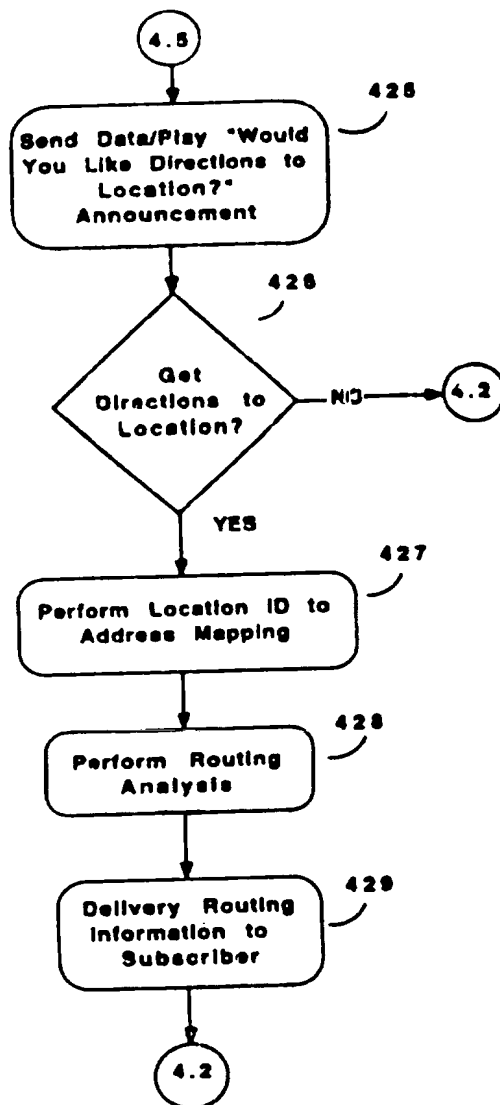 4.5
425
Send Data/Play "Would
You Like Directions to
Location?"
Announcement
426
Get
Directions to
Location?
NO
4.2
YES
427
Perform Location ID to
Address Mapping
428
Perform Routing
Analysis
429
Delivery Routing
Information to
Subscriber
4.2